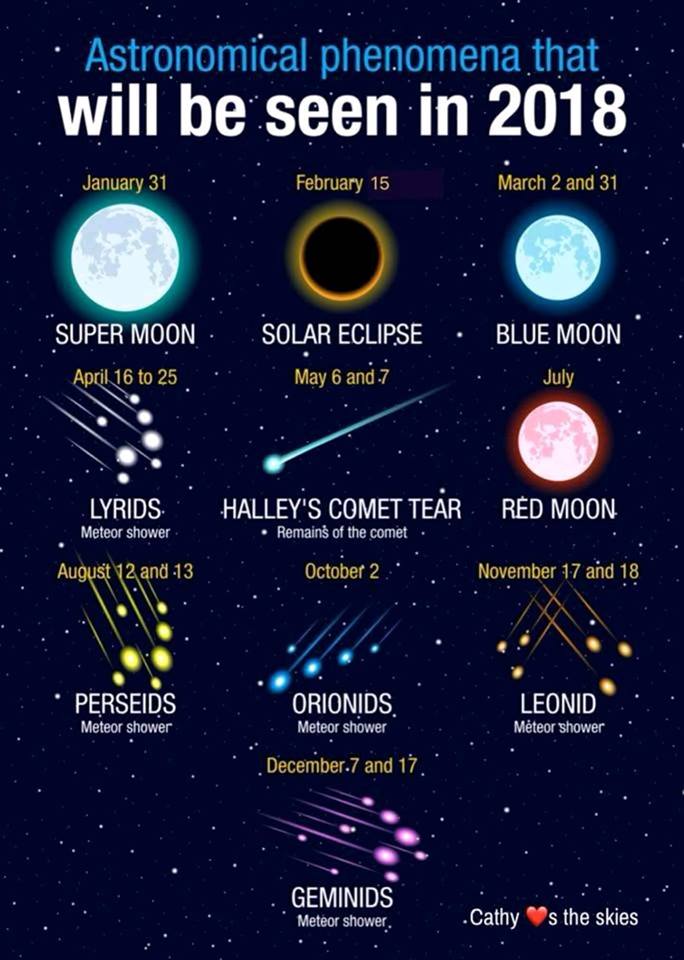 Astronomical phenomena that
will be seen in 2018
January 31
SUPER MOON
February 15
SOLAR ECLIPSE
March 2 and 31
BLUE MOON
April 16 to 25
LYRIDS
Meteor shower
May 6 and 7
HALLEY'S COMET TEAR
Remains of the comet
July
RED MOON
August 12 and 13
PERSEIDS
Meteor shower
October 2
ORIONIDS
Meteor shower
November 17 and 18
LEONID
Meteor shower
December 7 and 17
GEMINIDS
Meteor shower
Cathy ❤️s the skies